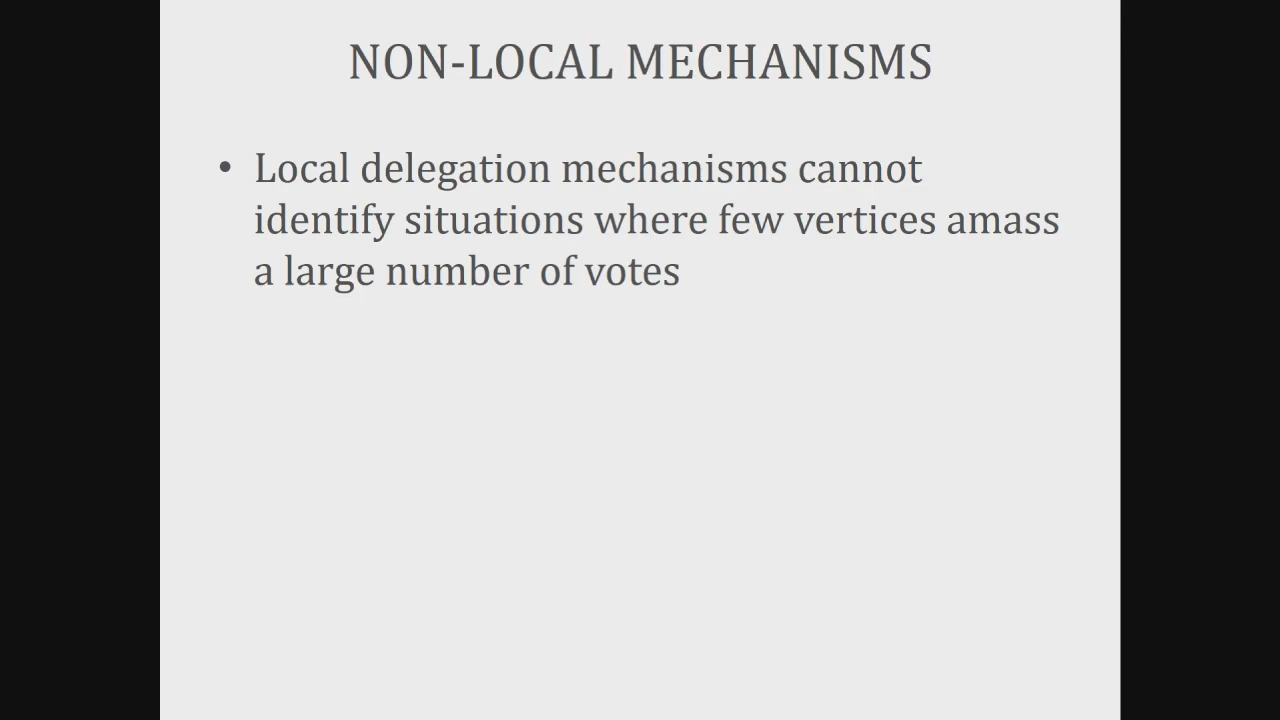 NON-LOCAL MECHANISMS
• Local delegation mechanisms cannot
identify situations where few vertices amass
a large number of votes